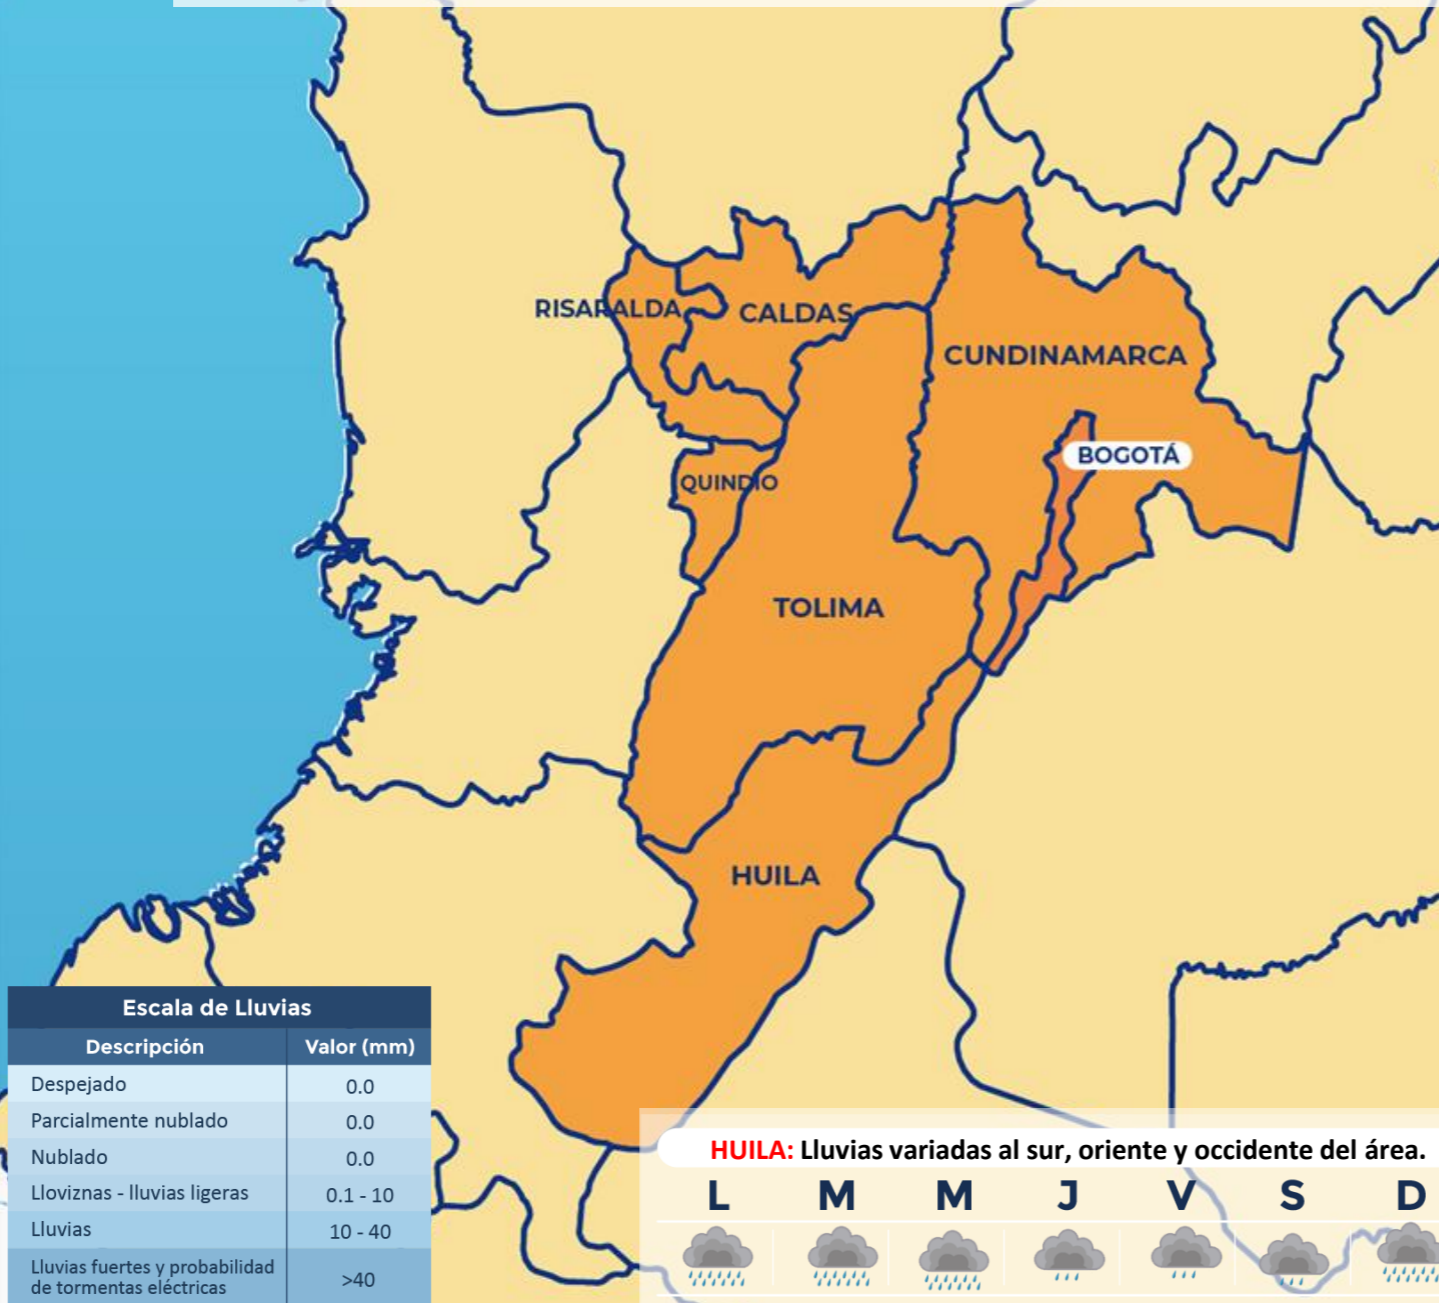 RISARALDA
CALDAS
CUNDINAMARCA
BOGOTÁ
QUINDIO
TOLIMA
HUILA
Escala de Lluvias
Descripción Valor (mm)
Despejado 0.0
Parcialmente nublado 0.0
Nublado 0.0
Lloviznas - lluvias ligeras 0.1 - 10
Lluvias 10 - 40
Lluvias fuertes y probabilidad
de tormentas eléctricas >40
HUILA: Lluvias variadas al sur, oriente y occidente del área.
L M M J V S D